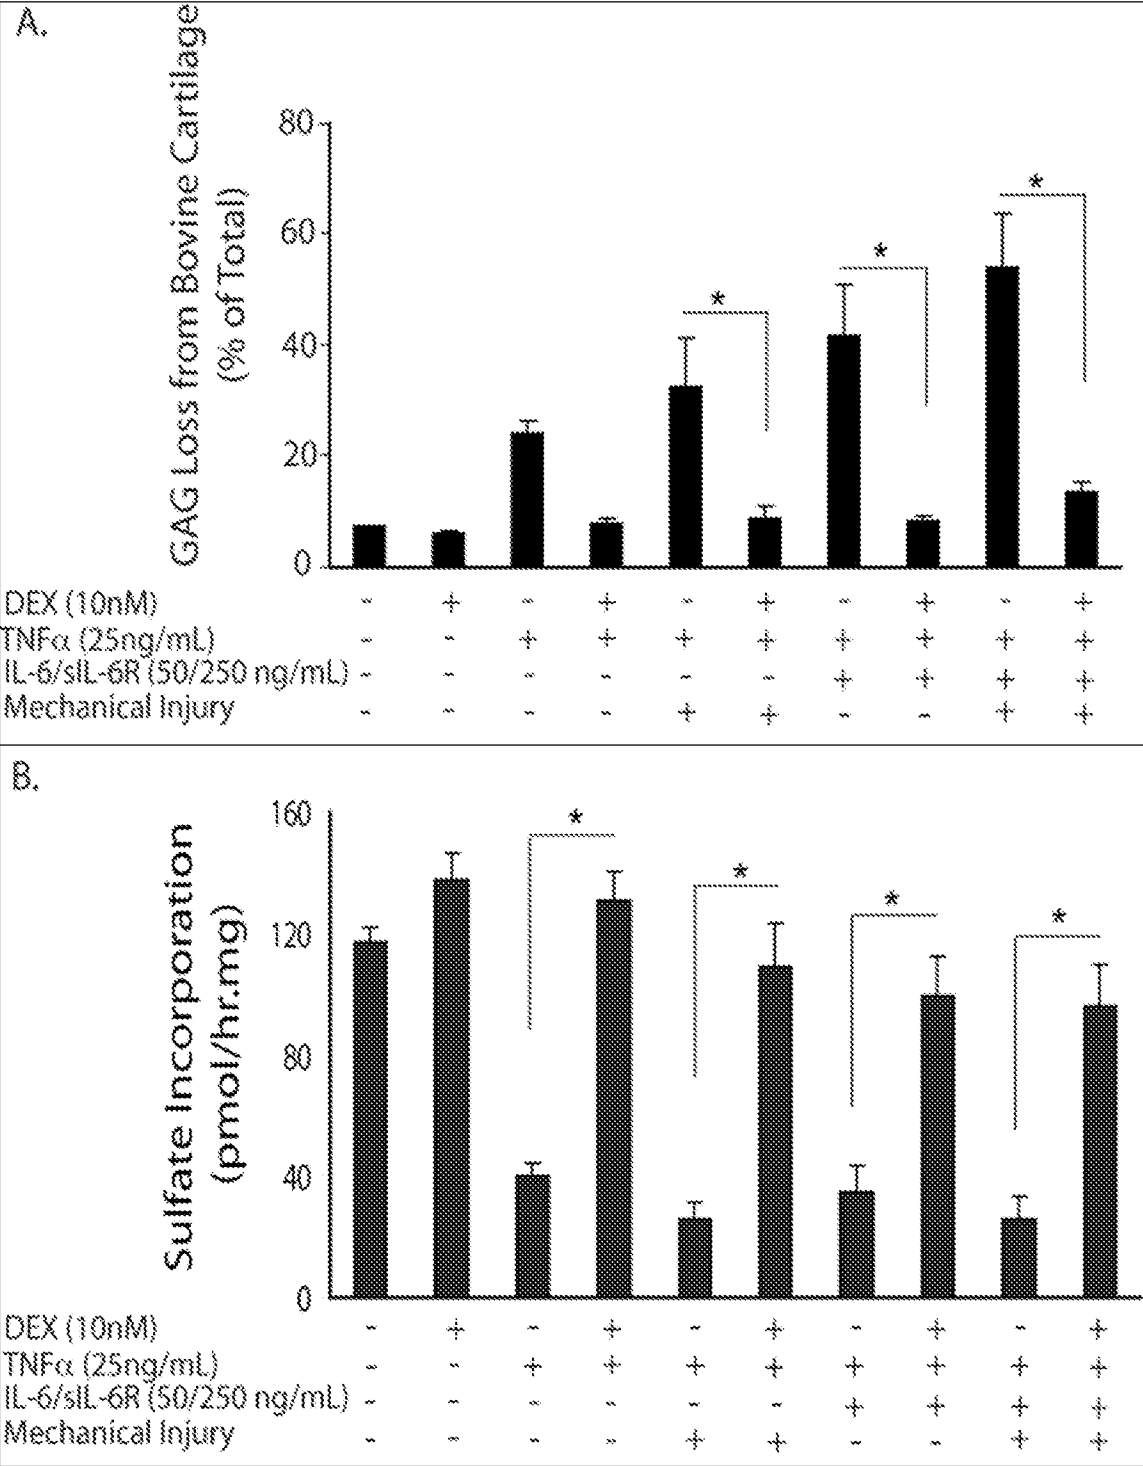 A.
GAG Loss from Bovine Cartilage
(% of Total)
80
60
40
20
0
*
*
*
DEX (10nM) - + - + - + - + - +
TNFα (25ng/mL) - - + + + + + + + +
IL-6/sIL-6R (50/250 ng/mL) - - - - - - + + + +
Mechanical Injury - - - - + + - - + +
B.
Sulfate Incorporation
(pmol/hr.mg)
160
120
80
40
0
*
*
*
*
DEX (10nM) - + - + - + - + - +
TNFα (25ng/mL) - - + + + + + + + +
IL-6/sIL-6R (50/250 ng/mL) - - - - - - + + + +
Mechanical Injury - - - - + + - - + +